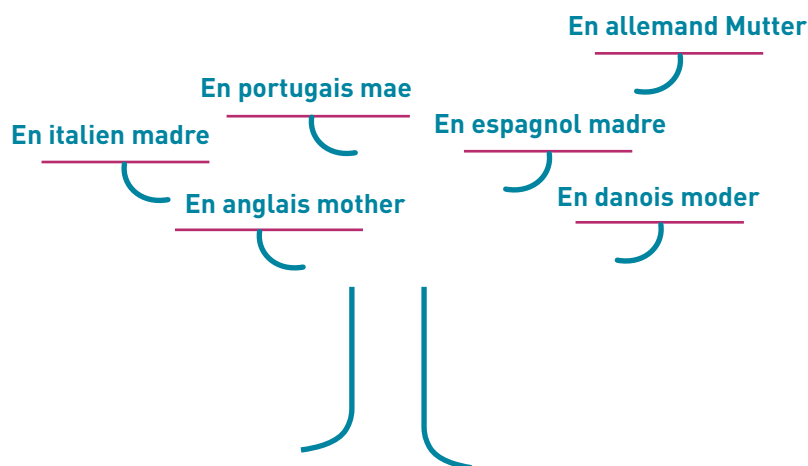 En allemand Mutter
En portugais mae
En espagnol madre
En italien madre
En anglais mother
En danois moder